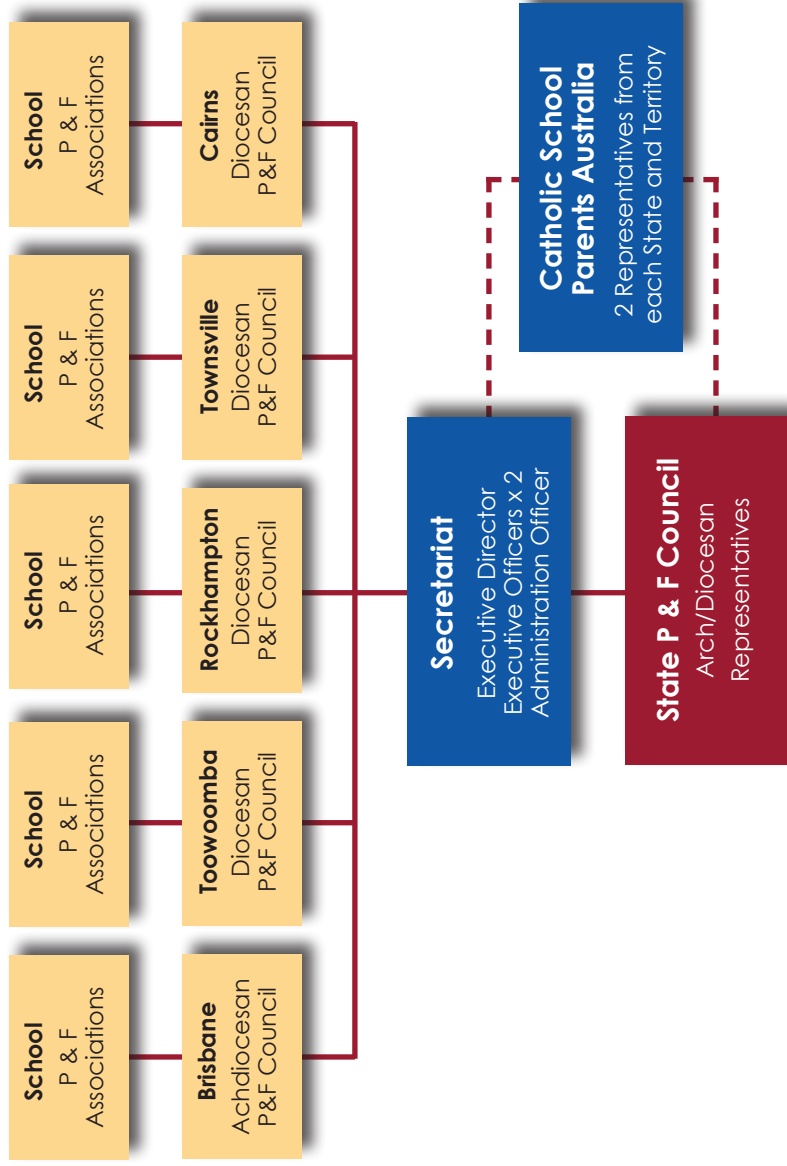 School
P & F
Associations
School
P & F
Associations
School
P & F
Associations
School
P & F
Associations
School
P & F
Associations
Brisbane
Achdiocesan
P&F Council
Toowoomba
Diocesan
P&F Council
Rockhampton
Diocesan
P&F Council
Townsville
Diocesan
P&F Council
Cairns
Diocesan
P&F Council
Secretariat
Executive Director
Executive Officers x 2
Administration Officer
Catholic School
Parents Australia
2 Representatives from
each State and Territory
State P & F Council
Arch/Diocesan
Representatives